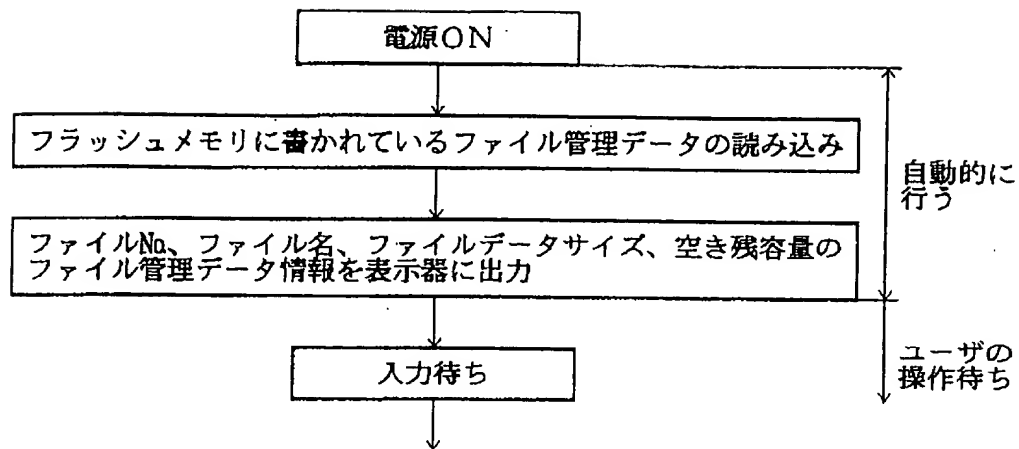 電源ON
フラッシュメモリに書かれているファイル管理データの読み込み
自動的に
行う
ファイルNo.、ファイル名、ファイルデータサイズ、空き残容量の
ファイル管理データ情報を表示器に出力
入力待ち
ユーザの
操作待ち